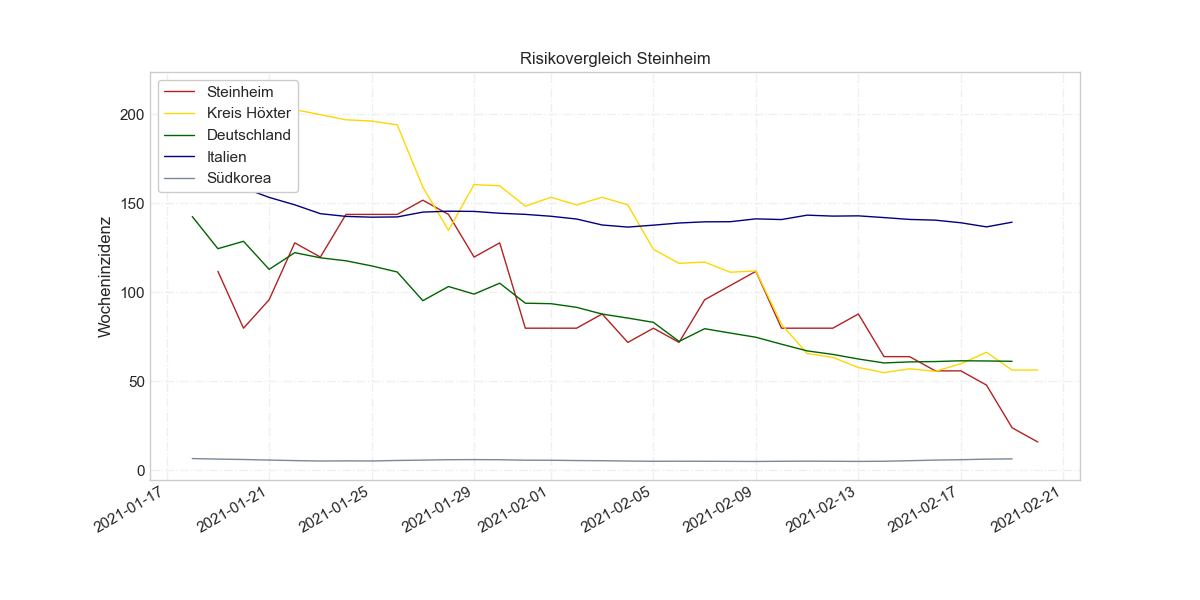 Risikovergleich Steinheim
Steinheim
Kreis Höxter
Deutschland
Italien
Südkorea
Wocheninzidenz
200
150
100
50
0
2021-01-17
2021-01-21
2021-01-25
2021-01-29
2021-02-01
2021-02-05
2021-02-09
2021-02-13
2021-02-17
2021-02-21